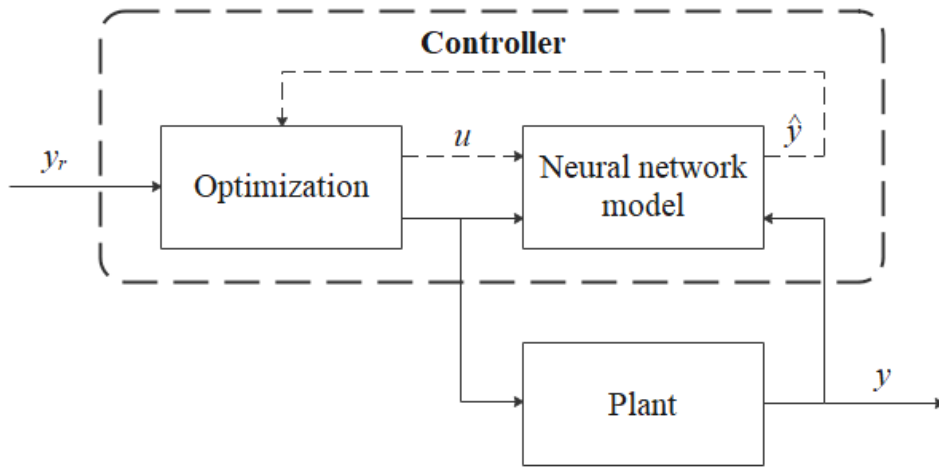 Controller
y_r
Optimization
u
Neural network
model
ŷ
Plant
y